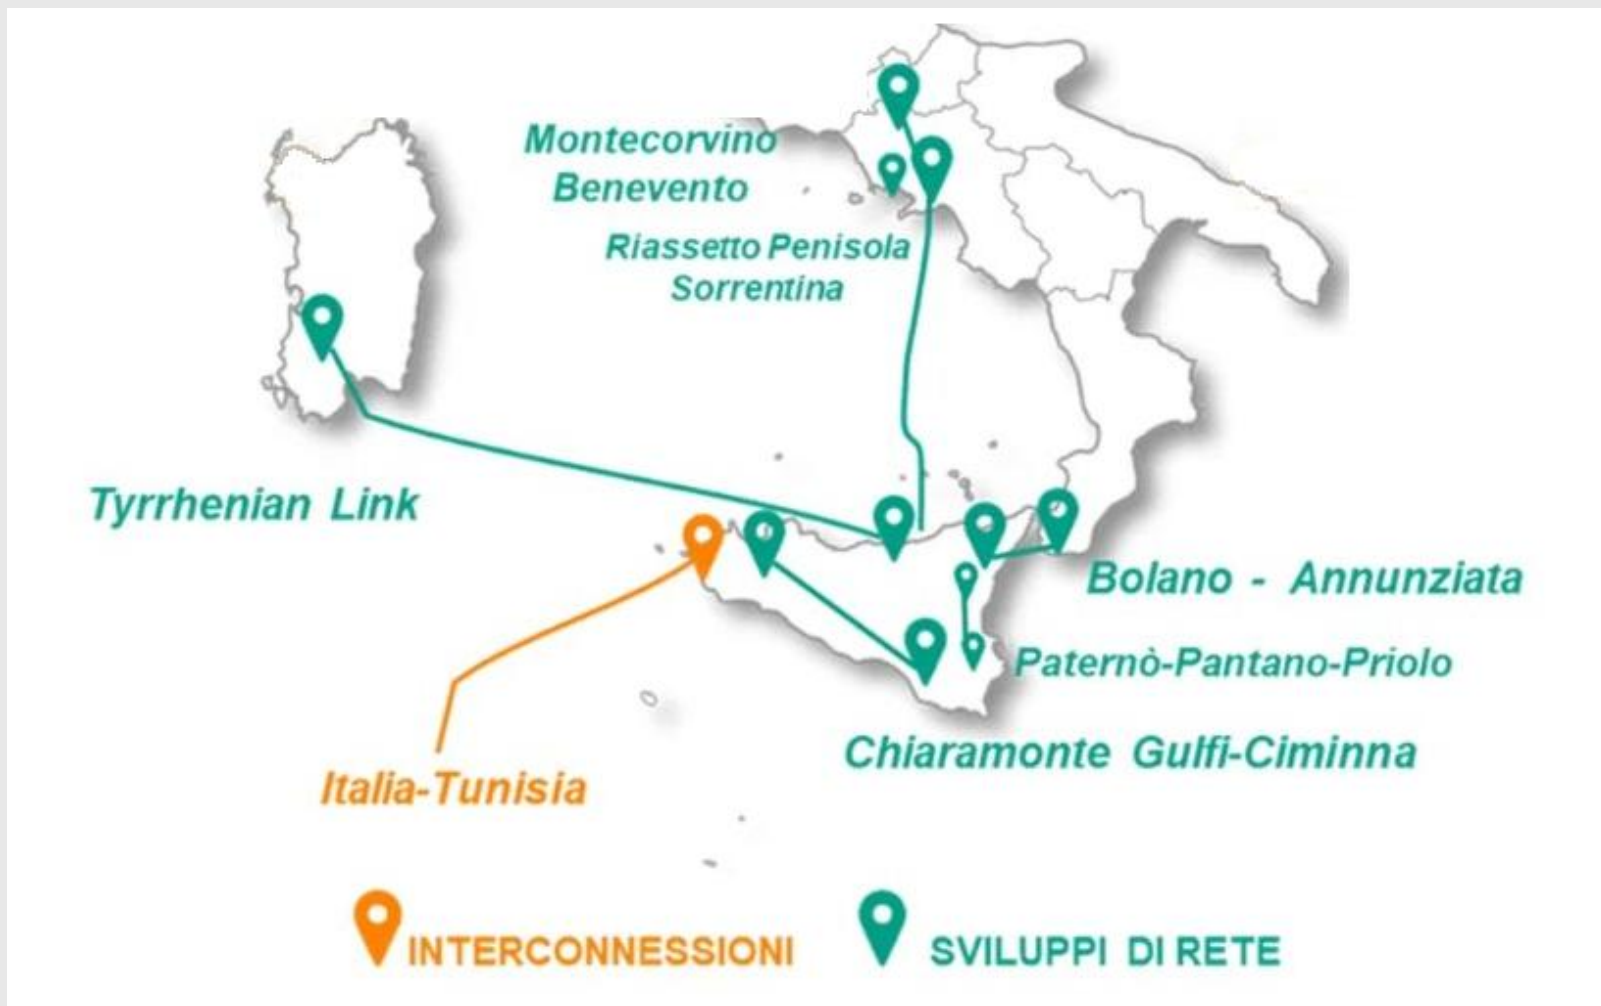 Montecorvino
Benevento
Riassetto Penisola
Sorrentina
Tyrrhenian Link
Bolano - Annunziata
Paternò-Pantano-Priolo
Chiaramonte Gulfi-Ciminna
Italia-Tunisia
INTERCONNESSIONI
SVILUPPI DI RETE